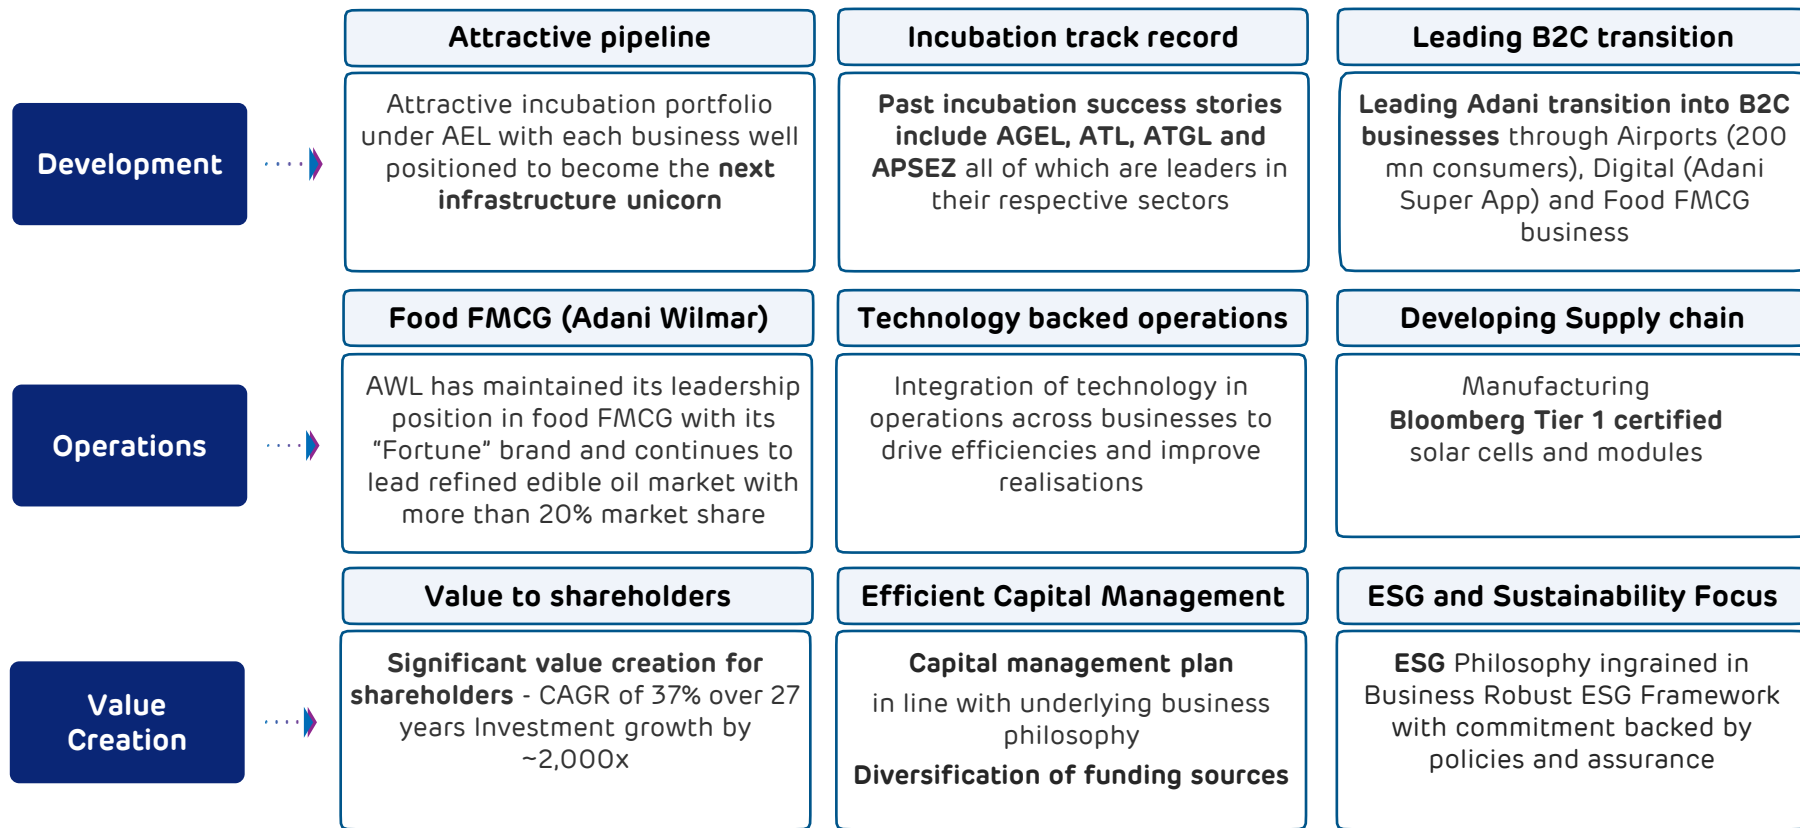 Attractive pipeline
Incubation track record
Leading B2C transition
Development
Attractive incubation portfolio
under AEL with each business well
positioned to become the next
infrastructure unicorn
Past incubation success stories
include AGEL, ATL, ATGL and
APSEZ all of which are leaders in
their respective sectors
Leading Adani transition into B2C
businesses through Airports (200
mn consumers), Digital (Adani
Super App) and Food FMCG
business
Food FMCG (Adani Wilmar)
Technology backed operations
Developing Supply chain
Operations
AWL has maintained its leadership
position in food FMCG with its
“Fortune” brand and continues to
lead refined edible oil market with
more than 20% market share
Integration of technology in
operations across businesses to
drive efficiencies and improve
realisations
Manufacturing
Bloomberg Tier 1 certified
solar cells and modules
Value to shareholders
Efficient Capital Management
ESG and Sustainability Focus
Value
Creation
Significant value creation for
shareholders - CAGR of 37% over 27
years Investment growth by
~2,000x
Capital management plan
in line with underlying business
philosophy
Diversification of funding sources
ESG Philosophy ingrained in
Business Robust ESG Framework
with commitment backed by
policies and assurance